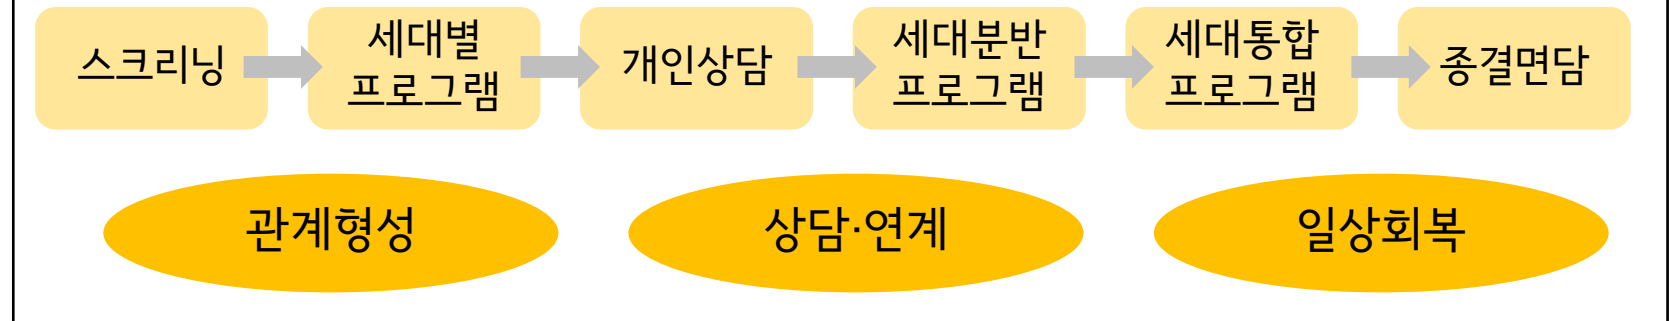 스크리닝
세대별
프로그램
개인상담
세대분반
프로그램
세대통합
프로그램
종결면담
관계형성
상담·연계
일상회복